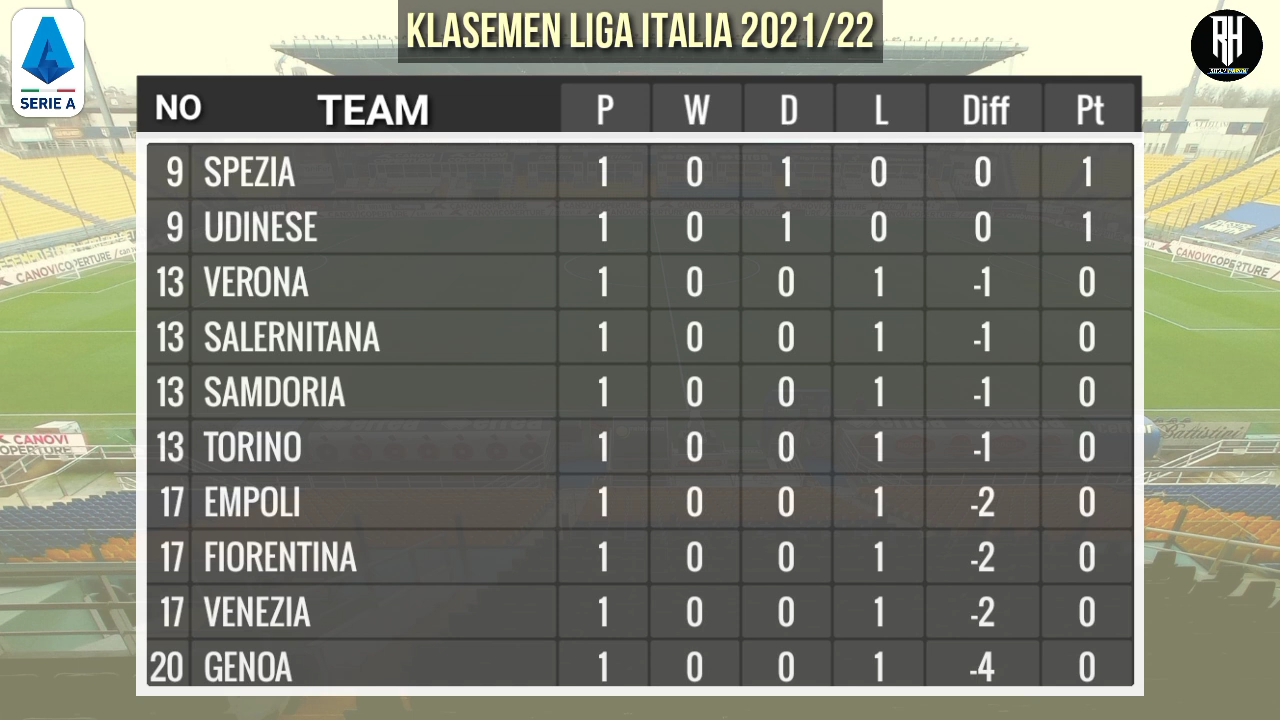 KLASEMEN LIGA ITALIA 2021/22
SERIE A
RH
NO TEAM P W D L Diff Pt
9 SPEZIA 1 0 1 0 0 1
9 UDINESE 1 0 1 0 0 1
13 VERONA 1 0 0 1 -1 0
13 SALERNITANA 1 0 0 1 -1 0
13 SAMDORIA 1 0 0 1 -1 0
13 TORINO 1 0 0 1 -1 0
17 EMPOLI 1 0 0 1 -2 0
17 FIORENTINA 1 0 0 1 -2 0
17 VENEZIA 1 0 0 1 -2 0
20 GENOA 1 0 0 1 -4 0
CANOVI
Battistini